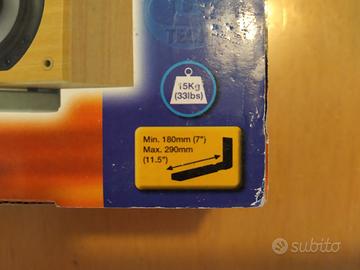 15Kg
(33lbs)
Min. 180mm (7")
Max. 290mm
(11.5")
subito